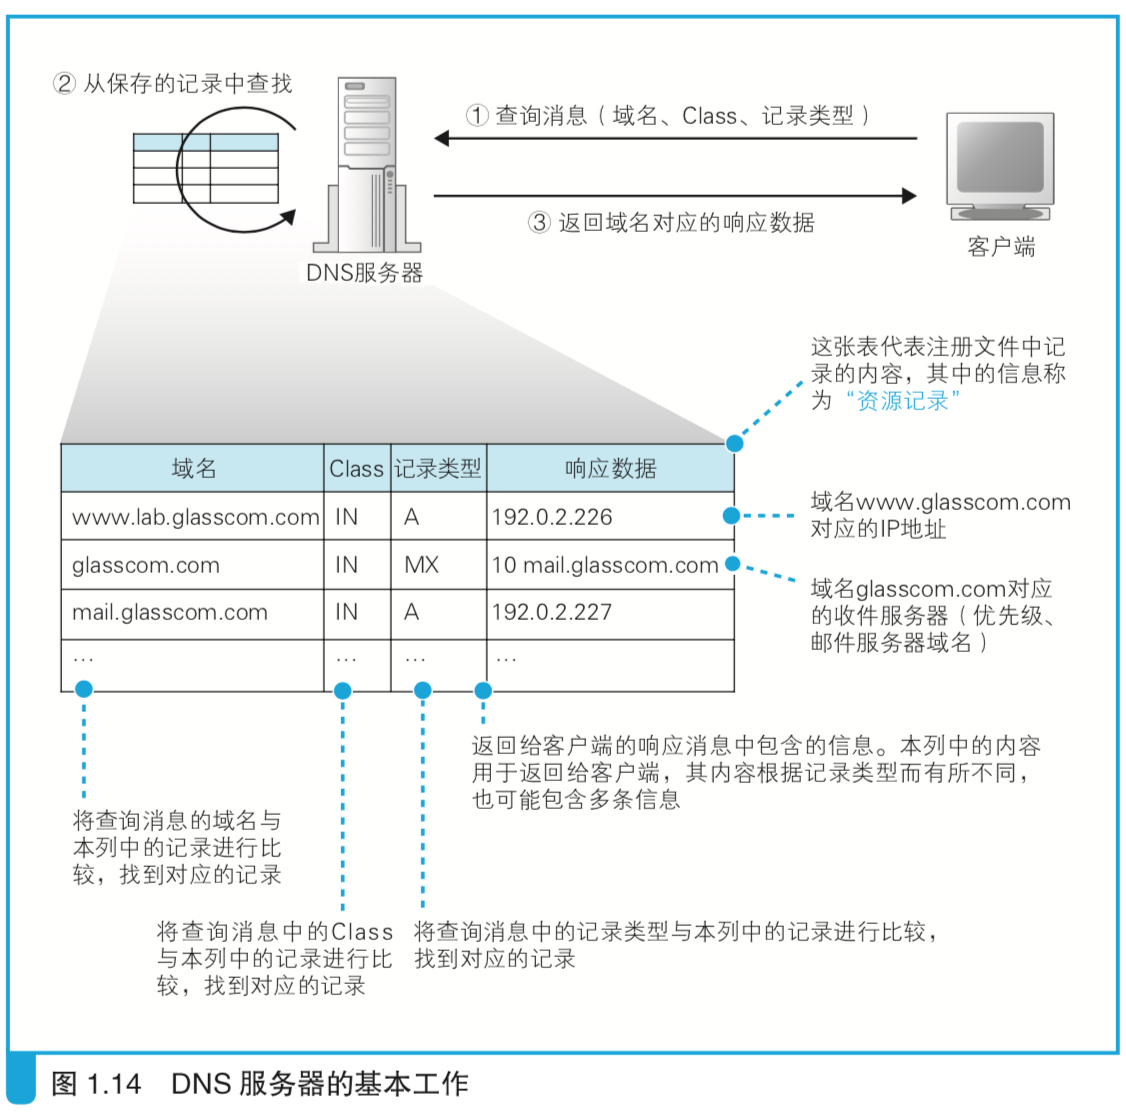 ② 从保存的记录中查找
① 查询消息（域名、Class、记录类型）
③ 返回域名对应的响应数据
DNS服务器
客户端
这张表代表注册文件中记
录的内容，其中的信息称
为“资源记录”
域名 Class 记录类型 响应数据
www.lab.glasscom.com IN A 192.0.2.226
glasscom.com IN MX 10 mail.glasscom.com
mail.glasscom.com IN A 192.0.2.227
… … … …
域名www.glasscom.com
对应的IP地址
域名glasscom.com对应
的收件服务器（优先级、
邮件服务器域名）
返回给客户端的响应消息中包含的信息。本列中的内容
用于返回给客户端，其内容根据记录类型而有所不同，
也可能包含多条信息
将查询消息的域名与
本列中的记录进行比
较，找到对应的记录
将查询消息中的Class
与本列中的记录进行比
较，找到对应的记录
将查询消息中的记录类型与本列中的记录进行比较，
找到对应的记录
图 1.14 DNS 服务器的基本工作